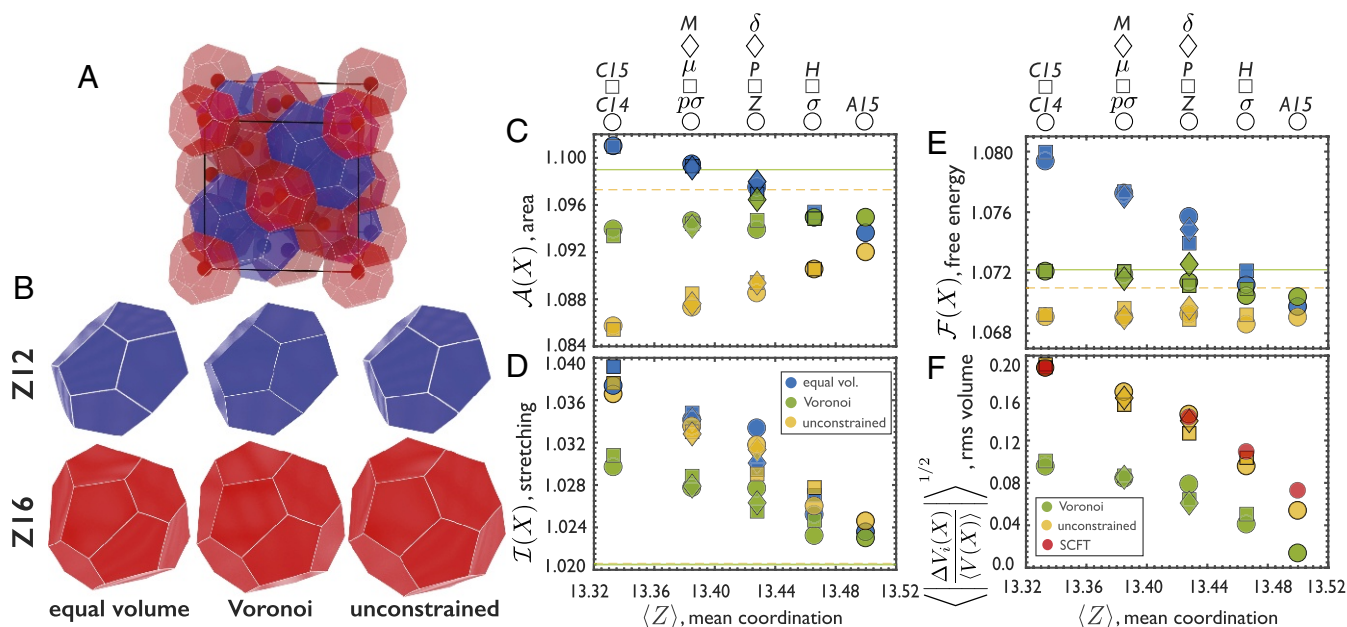 A
B
Z12
Z16
equal volume
Voronoi
unconstrained
M
δ
C15
μ
P
H
C14
pσ
Z
σ
A15
C
1.100
1.096
1.092
1.088
1.084
𝒜(X), area
D
1.040
1.036
1.032
1.028
1.024
1.020
ℐ(X), stretching
equal vol.
Voronoi
unconstrained
13.32
13.36
13.40
13.44
13.48
13.52
⟨Z⟩, mean coordination
M
δ
C15
μ
P
H
C14
pσ
Z
σ
A15
E
1.080
1.076
1.072
1.068
ℱ(X), free energy
F
0.20
0.16
0.12
0.08
0.04
0.0
⟨ΔV_i(X)/⟨V(X)⟩⟩^1/2, rms volume
Voronoi
unconstrained
SCFT
13.32
13.36
13.40
13.44
13.48
13.52
⟨Z⟩, mean coordination